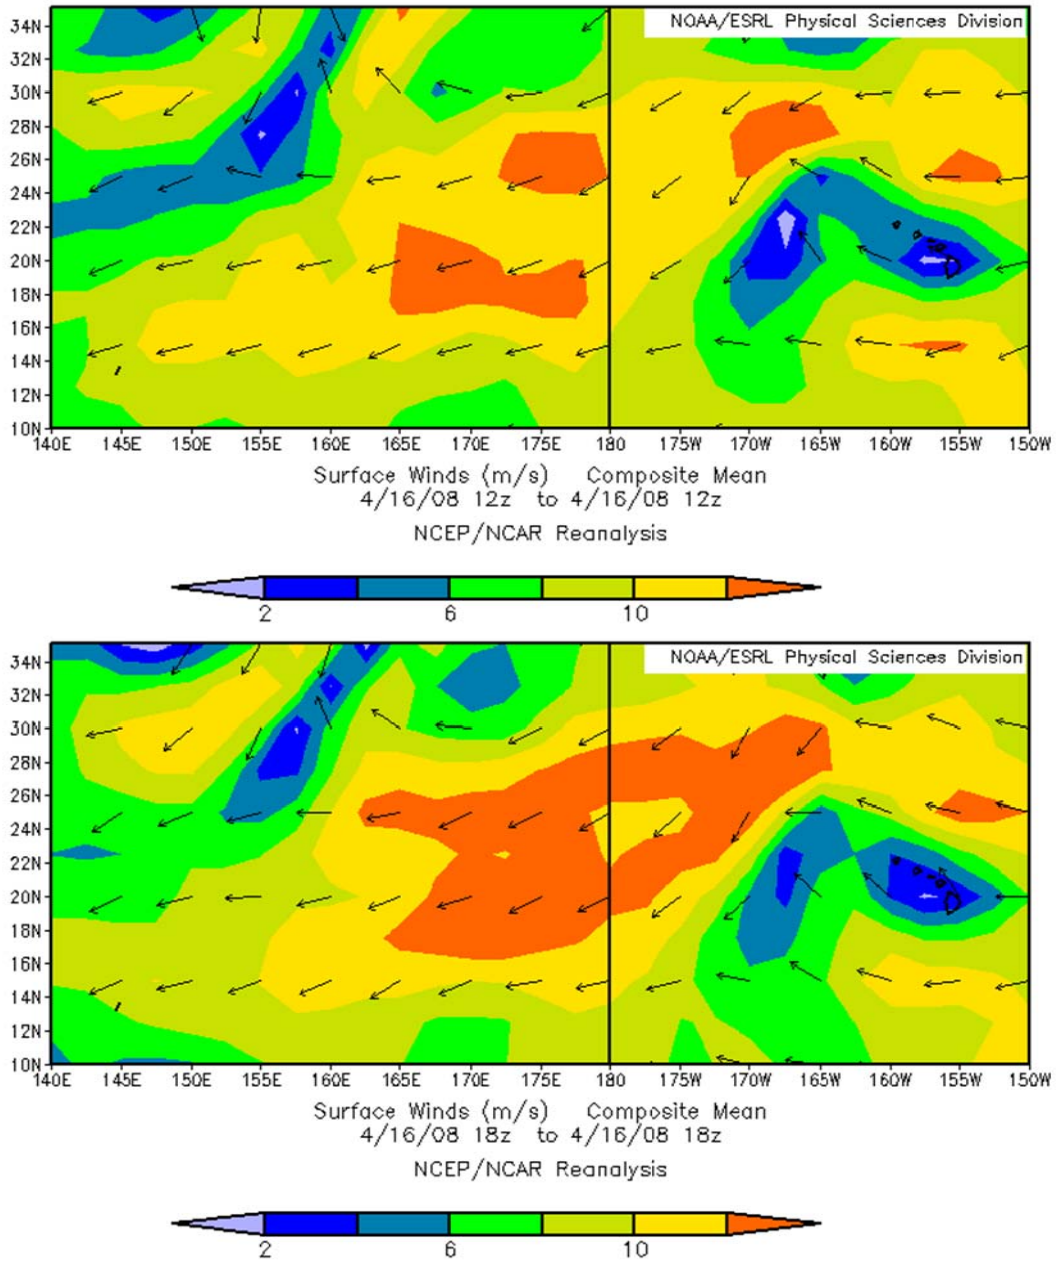 34N
NOAA/ESRL Physical Sciences Division
32N
30N
28N
26N
24N
22N
20N
18N
16N
14N
12N
10N
140E 145E 150E 155E 160E 165E 170E 175E 180 175W 170W 165W 160W 155W 150W
Surface Winds (m/s) Composite Mean
4/16/08 12z to 4/16/08 12z
NCEP/NCAR Reanalysis
2 6 10
34N
NOAA/ESRL Physical Sciences Division
32N
30N
28N
26N
24N
22N
20N
18N
16N
14N
12N
10N
140E 145E 150E 155E 160E 165E 170E 175E 180 175W 170W 165W 160W 155W 150W
Surface Winds (m/s) Composite Mean
4/16/08 18z to 4/16/08 18z
NCEP/NCAR Reanalysis
2 6 10